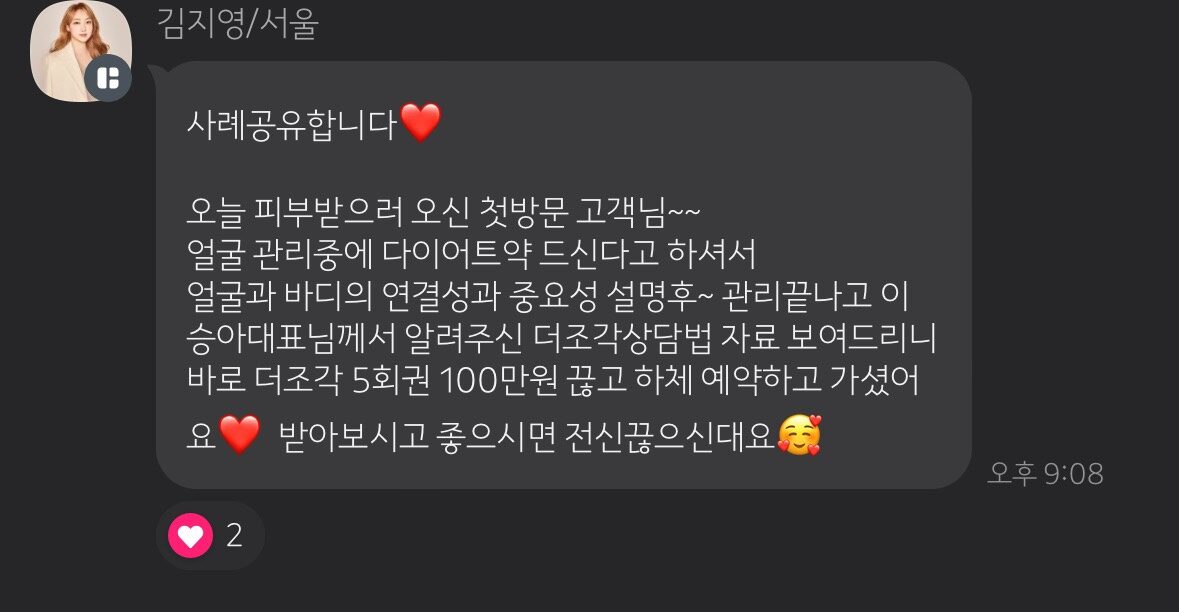 김지영/서울
사례공유합니다❤️
오늘 피부받으러 오신 첫방문 고객님~~
얼굴 관리중에 다이어트약 드신다고 하셔서
얼굴과 바디의 연결성과 중요성 설명후~ 관리끝나고 이
승아대표님께서 알려주신 더조각상담법 자료 보여드리니
바로 더조각 5회권 100만원 끊고 하체 예약하고 가셨어
요❤️ 받아보시고 좋으시면 전신끊으신대요🥰
오후 9:08
2